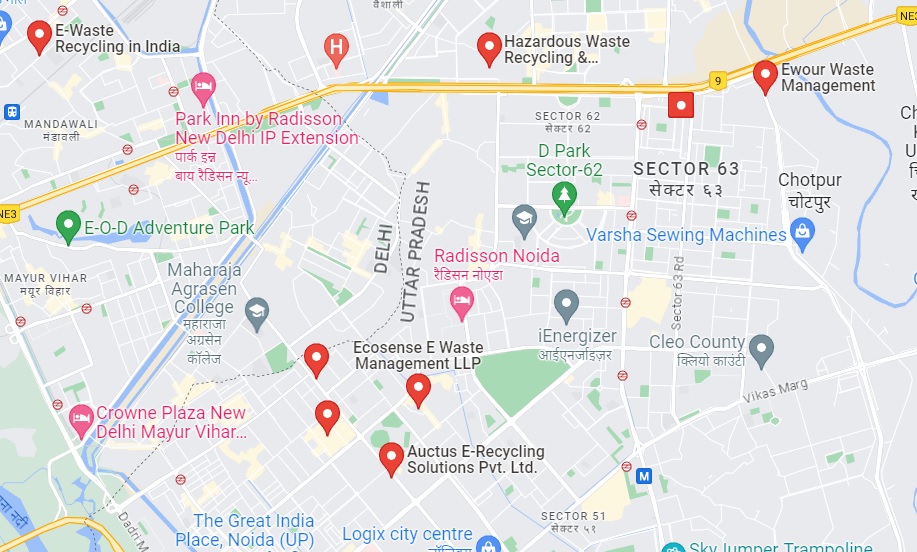 वैशाली
NE3
E-Waste
Recycling in India
H
Hazardous Waste
Recycling &...
9
Ewour Waste
Management
MANDAWALI
मंडावली
Park Inn by Radisson
New Delhi IP Extension
पार्क इन्न
बाय रैडिसन न्यू...
SECTOR 62
सेक्टर 62
D Park
Sector-62
SECTOR 63
सेक्टर ६३
Chotpur
चोटपुर
NE3
E-O-D Adventure Park
DELHI
UTTAR PRADESH
Varsha Sewing Machines
Radisson Noida
रैडिसन नोएडा
MAYUR VIHAR
मयूर विहार
Maharaja
Agrasen
College
महाराजा
अग्रसेन
कॉलेज
Sector 63 Rd
iEnergizer
आईएनर्जाइज़र
Cleo County
क्लियो काउंटी
Ecosense E Waste
Management LLP
Vikas Marg
Crowne Plaza New
Delhi Mayur Vihar...
Auctus E-Recycling
Solutions Pvt. Ltd.
M
SECTOR 51
सेक्टर ५१
The Great India
Place, Noida (UP)
Logix city centre
Sky Jumper Trampoline